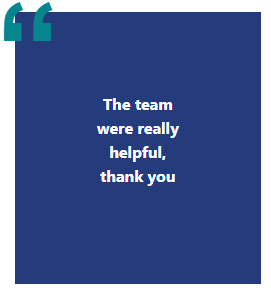 “
The team
were really
helpful,
thank you